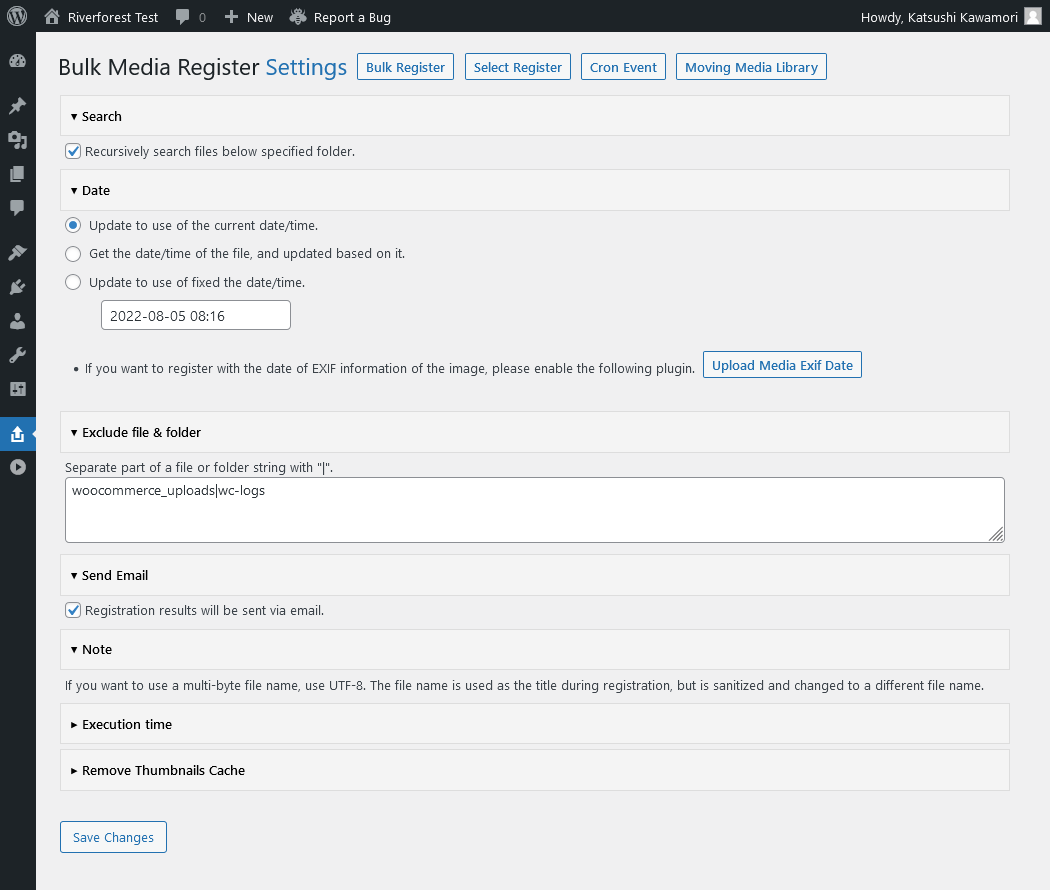 Riverforest Test 0 New Report a Bug Howdy, Katsushi Kawamori
Bulk Media Register Settings Bulk Register Select Register Cron Event Moving Media Library
▾ Search
Recursively search files below specified folder.
▾ Date
Update to use of the current date/time.
Get the date/time of the file, and updated based on it.
Update to use of fixed the date/time.
2022-08-05 08:16
• If you want to register with the date of EXIF information of the image, please enable the following plugin. Upload Media Exif Date
▾ Exclude file & folder
Separate part of a file or folder string with "|".
woocommerce_uploads|wc-logs
▾ Send Email
Registration results will be sent via email.
▾ Note
If you want to use a multi-byte file name, use UTF-8. The file name is used as the title during registration, but is sanitized and changed to a different file name.
▸ Execution time
▸ Remove Thumbnails Cache
Save Changes